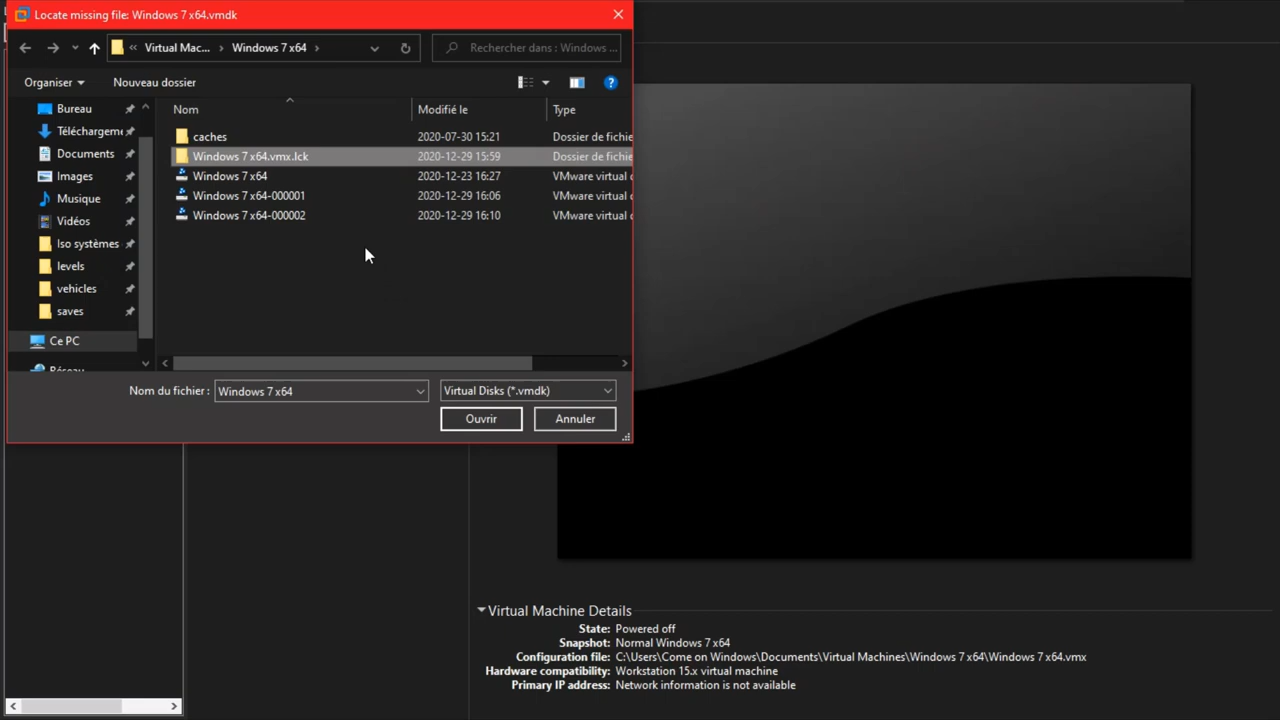 Locate missing file: Windows 7 x64.vmdk
« Virtual Mac... > Windows 7 x64 >
Rechercher dans : Windows ...
Organiser
Nouveau dossier
Nom Modifié le Type
Bureau
Téléchargeme
Documents
Images
Musique
Vidéos
Iso systèmes
levels
vehicles
saves
Ce PC
Réseau
caches 2020-07-30 15:21 Dossier de fichie
Windows 7 x64.vmx.lck 2020-12-29 15:59 Dossier de fichie
Windows 7 x64 2020-12-23 16:27 VMware virtual d
Windows 7 x64-000001 2020-12-29 16:06 VMware virtual d
Windows 7 x64-000002 2020-12-29 16:10 VMware virtual d
Nom du fichier : Windows 7 x64
Virtual Disks (*.vmdk)
Ouvrir
Annuler
Virtual Machine Details
State: Powered off
Snapshot: Normal Windows 7 x64
Configuration file: C:\Users\Come on Windows\Documents\Virtual Machines\Windows 7 x64\Windows 7 x64.vmx
Hardware compatibility: Workstation 15.x virtual machine
Primary IP address: Network information is not available